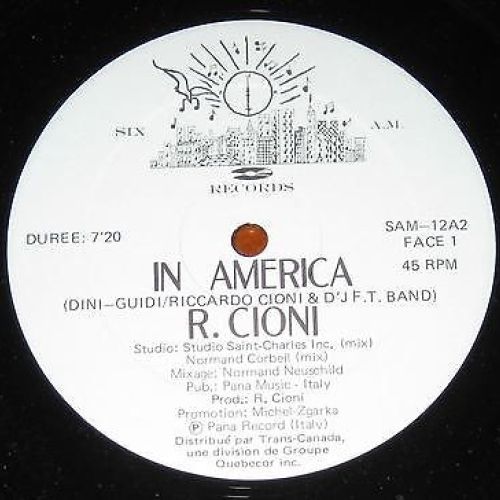 SIX A.M.
RECORDS
DUREE: 7'20
SAM-12A2
FACE 1
45 RPM
IN AMERICA
(DINI-GUIDI/RICCARDO CIONI & D'J F.T. BAND)
R. CIONI
Studio: Studio Saint-Charles Inc. (mix)
Normand Corbeil (mix)
Mixage: Normand Neuschild
Pub,: Pana Music - Italy
Prod.: R, Cioni
Promotion: Michel-Zgarka
Ⓟ Pana Record (Italy)
Distribué par Trans-Canada,
une division de Groupe
Quebecor inc.